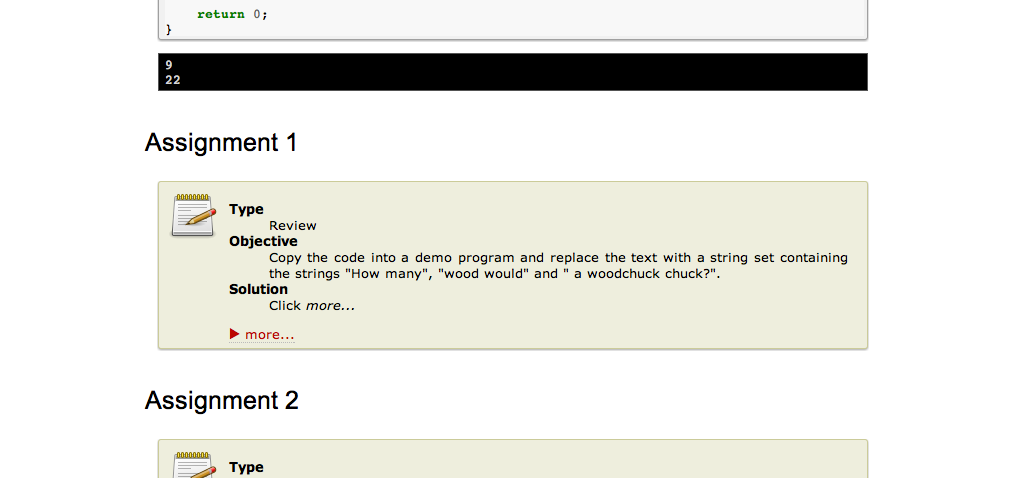 return 0;
}
9
22
Assignment 1
Type
Review
Objective
Copy the code into a demo program and replace the text with a string set containing
the strings "How many", "wood would" and " a woodchuck chuck?".
Solution
Click more...
▶ more...
Assignment 2
Type